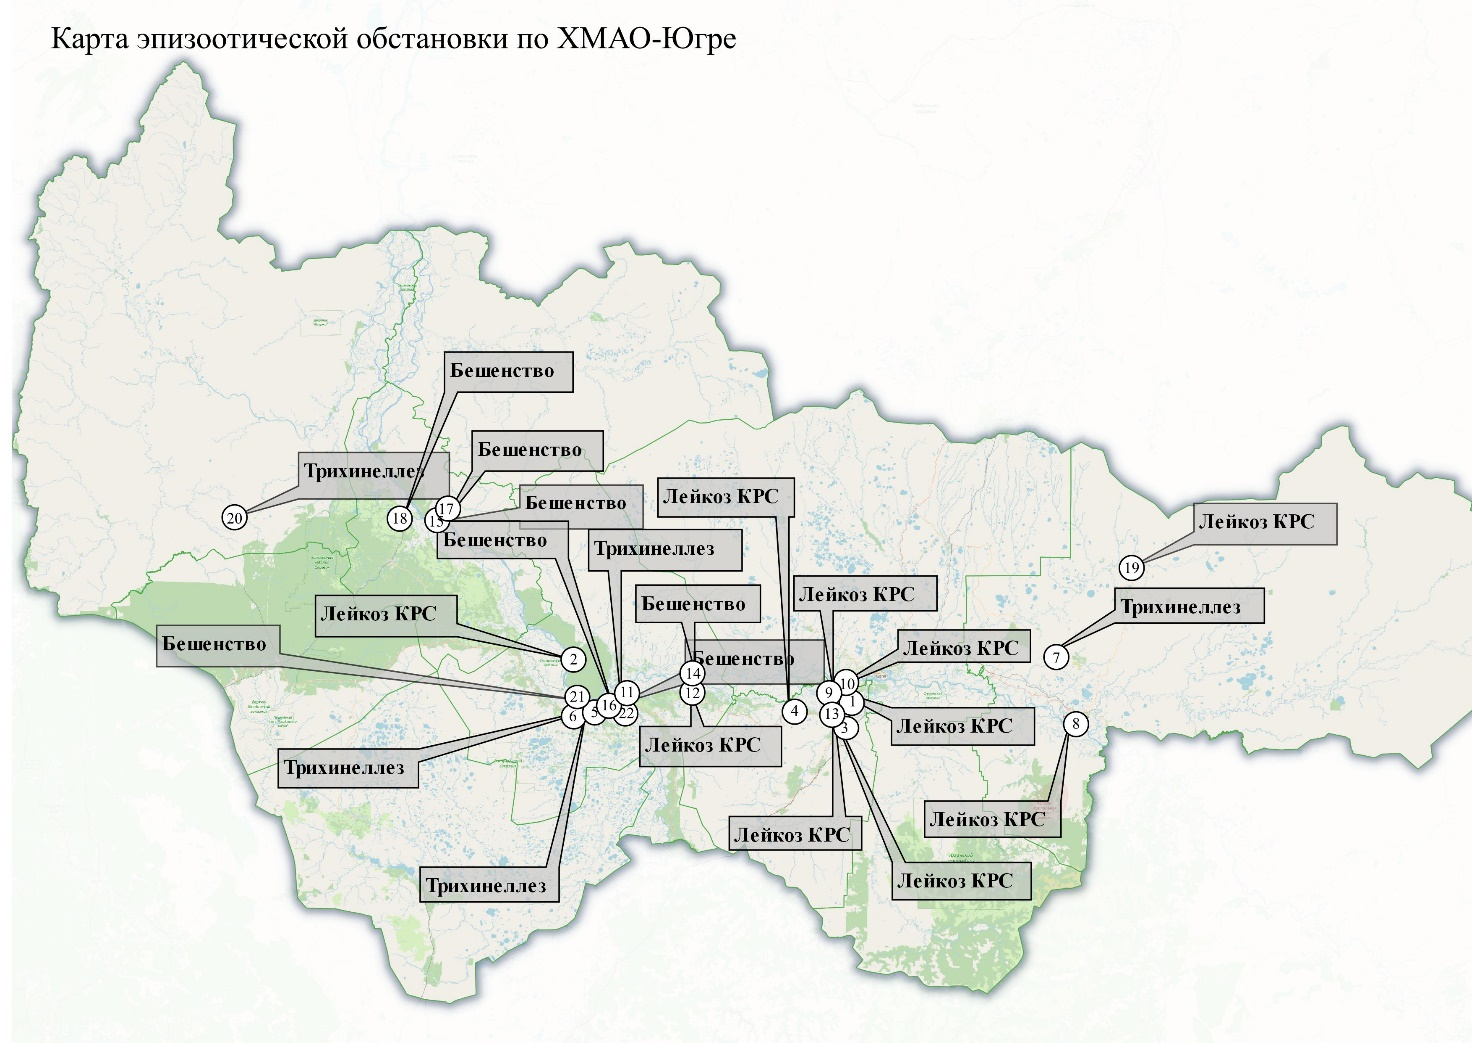 Карта эпизоотической обстановки по ХМАО-Югре
Бешенство
Бешенство
Трихинеллез
Бешенство
Лейкоз КРС
Лейкоз КРС
20
18
17
15
Бешенство
Трихинеллез
19
Лейкоз КРС
Бешенство
Лейкоз КРС
Трихинеллез
Бешенство
2
Бешенство
7
Лейкоз КРС
14
21
11
12
10
9
1
6
5
16
22
4
13
3
8
Лейкоз КРС
Лейкоз КРС
Трихинеллез
Лейкоз КРС
Лейкоз КРС
Трихинеллез
Лейкоз КРС